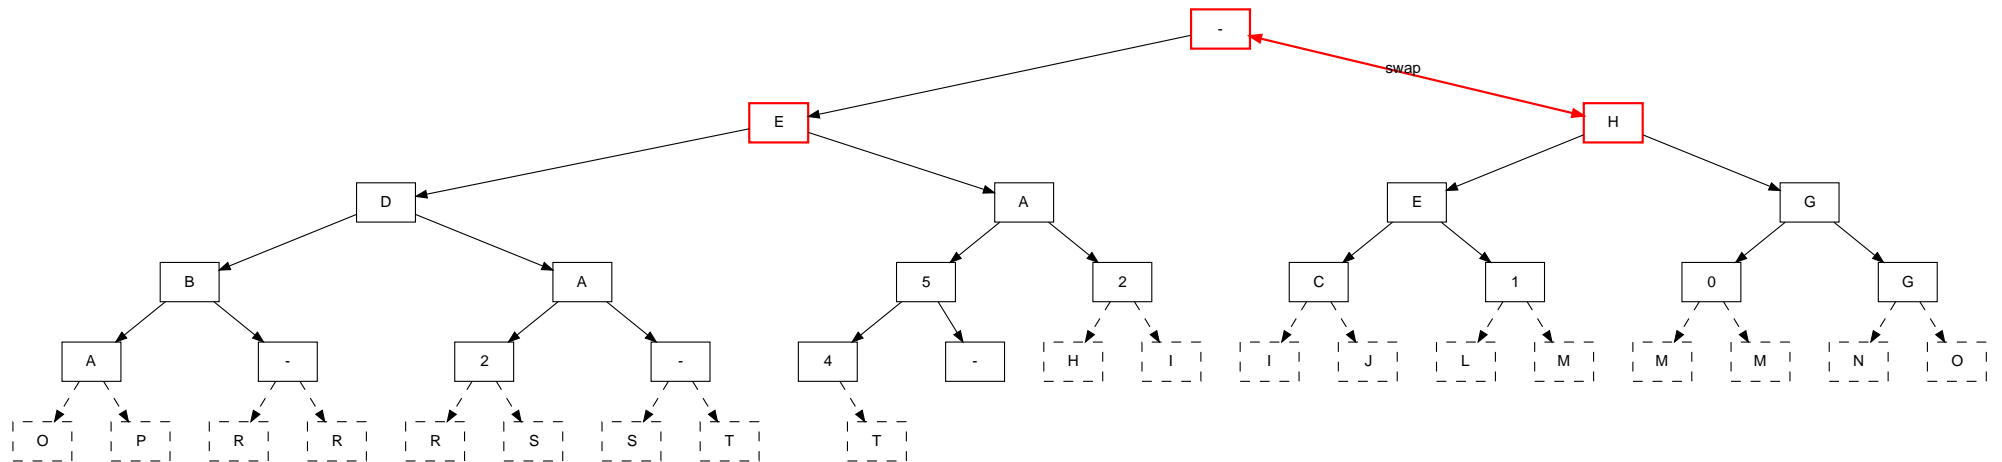 -
swap
E H
D A E G
B A 5 2 C 1 0 G
A - 2 - 4 - H I I J L M M M N O
O P R R R S S T T